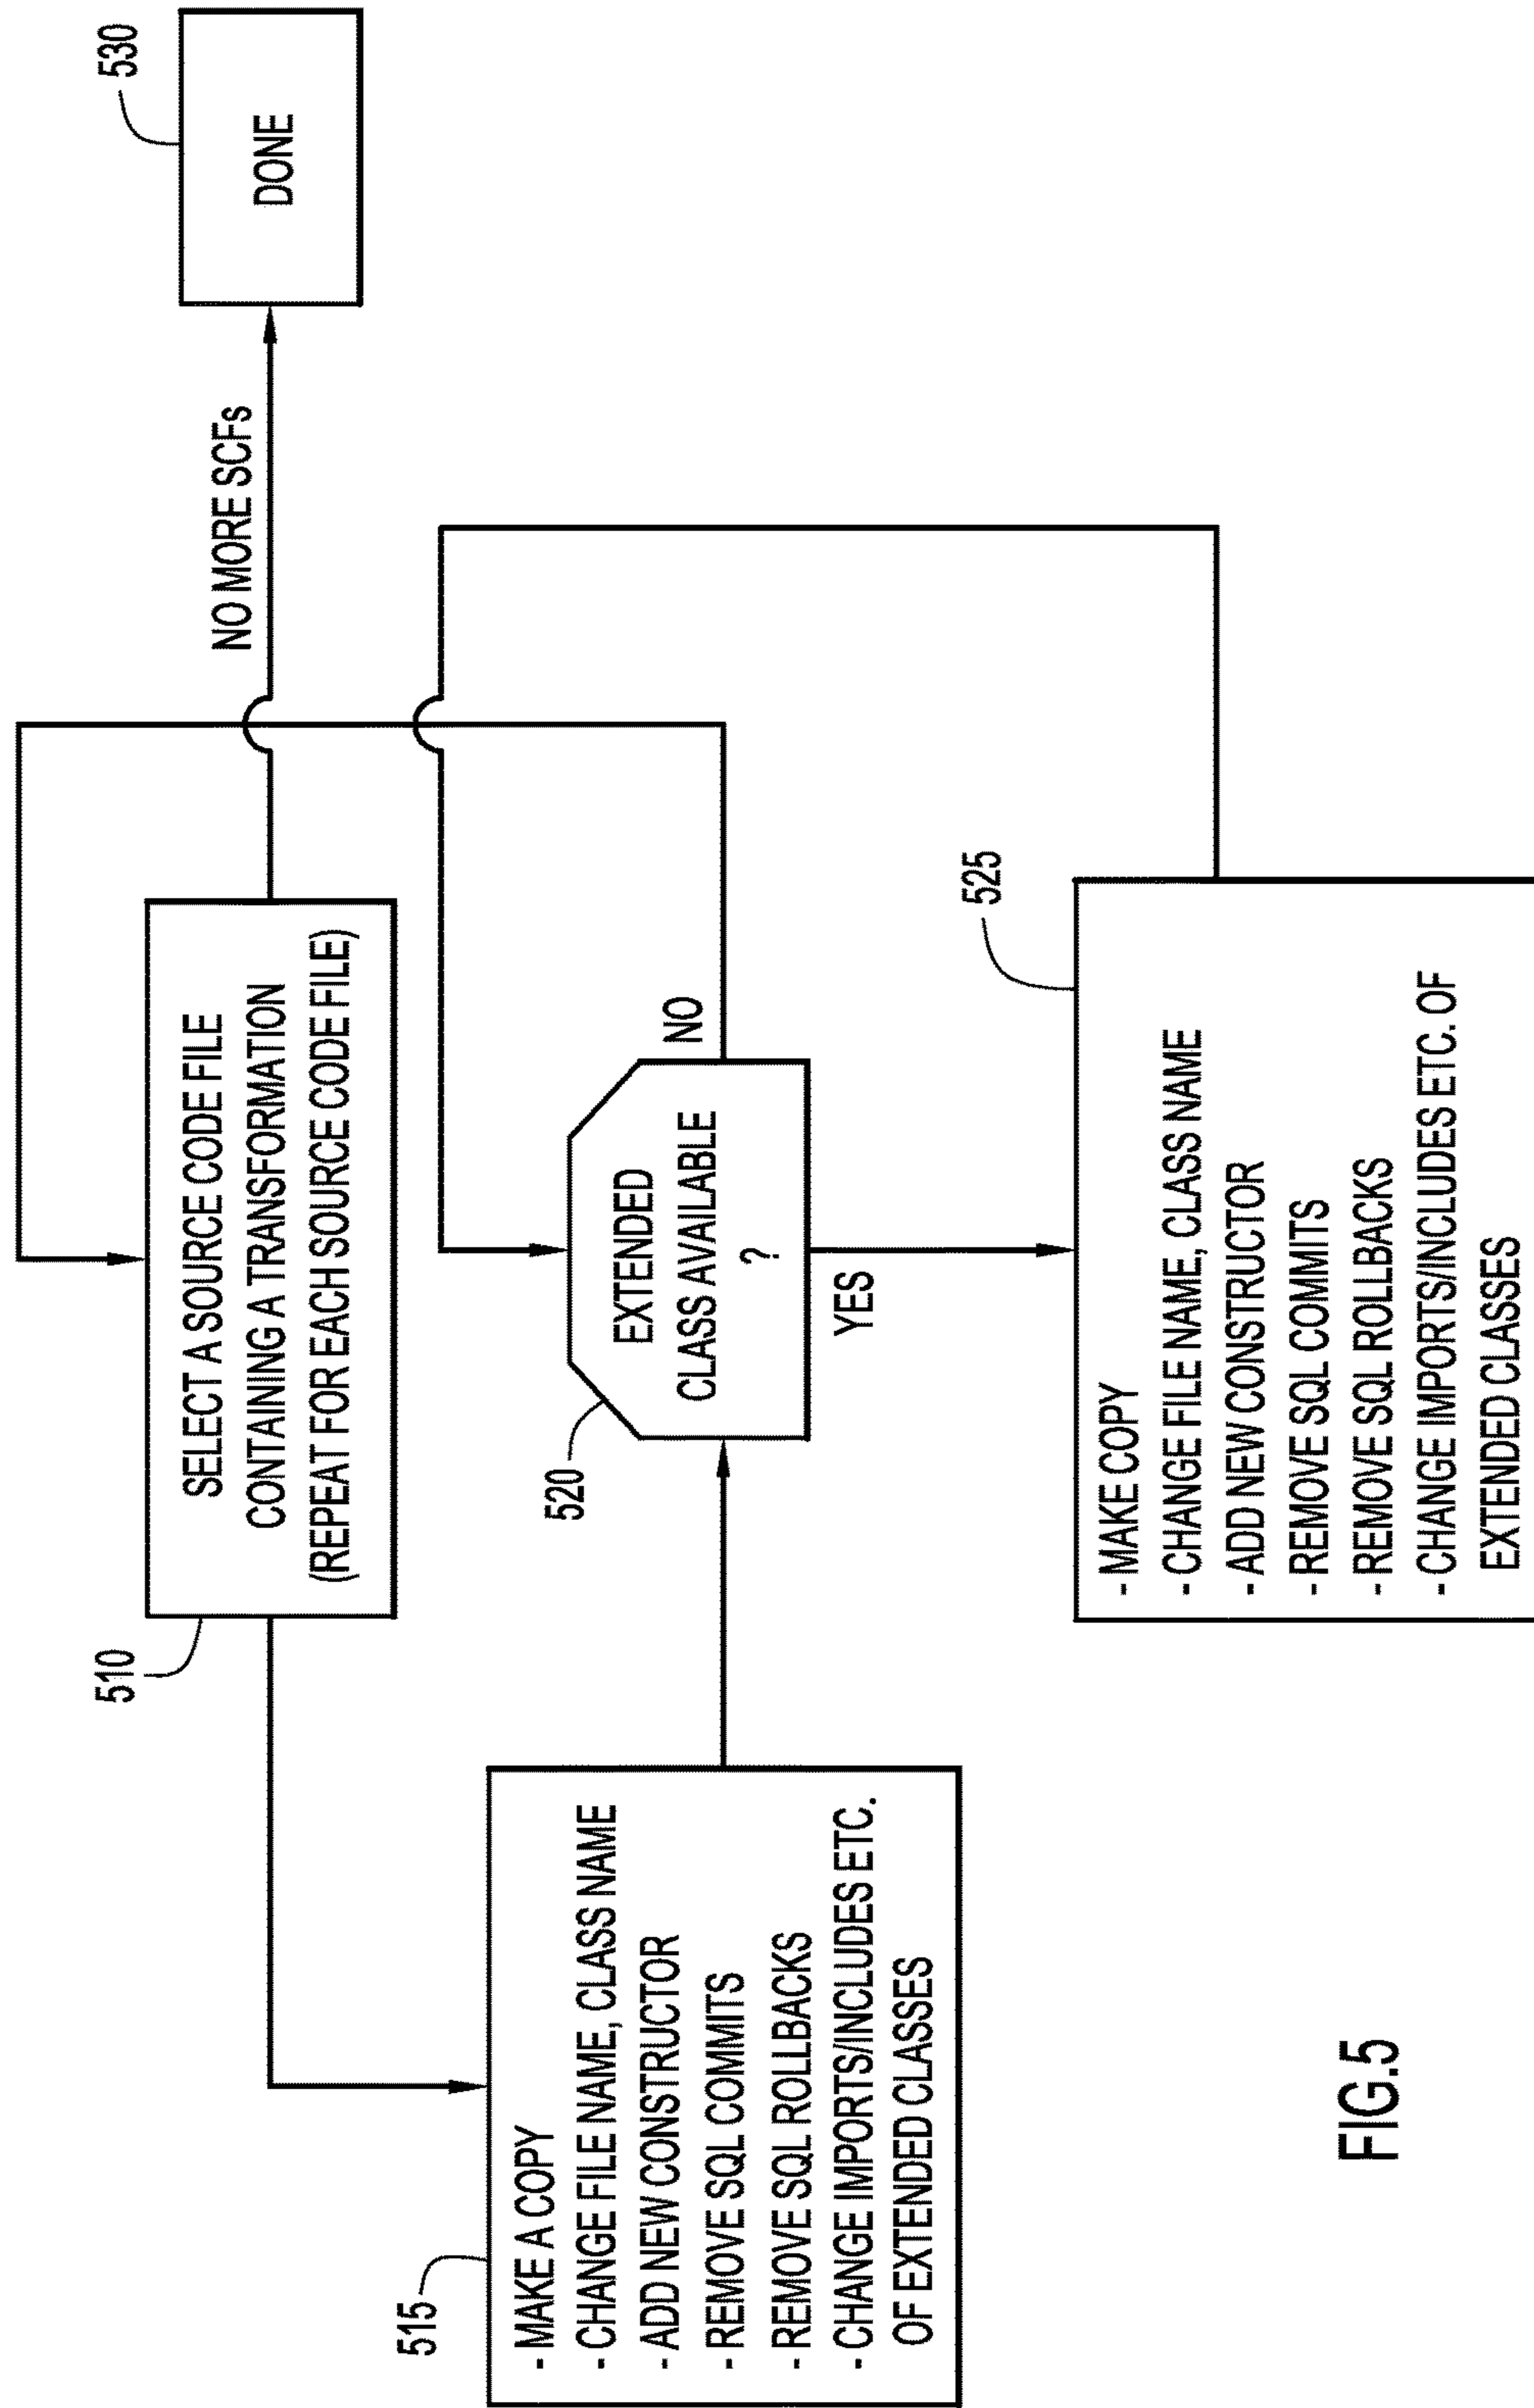 510
SELECT A SOURCE CODE FILE
CONTAINING A TRANSFORMATION
(REPEAT FOR EACH SOURCE CODE FILE)
NO MORE SCFs
530
DONE
515
- MAKE A COPY
- CHANGE FILE NAME, CLASS NAME
- ADD NEW CONSTRUCTOR
- REMOVE SQL COMMITS
- REMOVE SQL ROLLBACKS
- CHANGE IMPORTS/INCLUDES ETC.
OF EXTENDED CLASSES
520
EXTENDED
CLASS AVAILABLE
?
NO
YES
525
- MAKE COPY
- CHANGE FILE NAME, CLASS NAME
- ADD NEW CONSTRUCTOR
- REMOVE SQL COMMITS
- REMOVE SQL ROLLBACKS
- CHANGE IMPORTS/INCLUDES ETC. OF
EXTENDED CLASSES
FIG.5